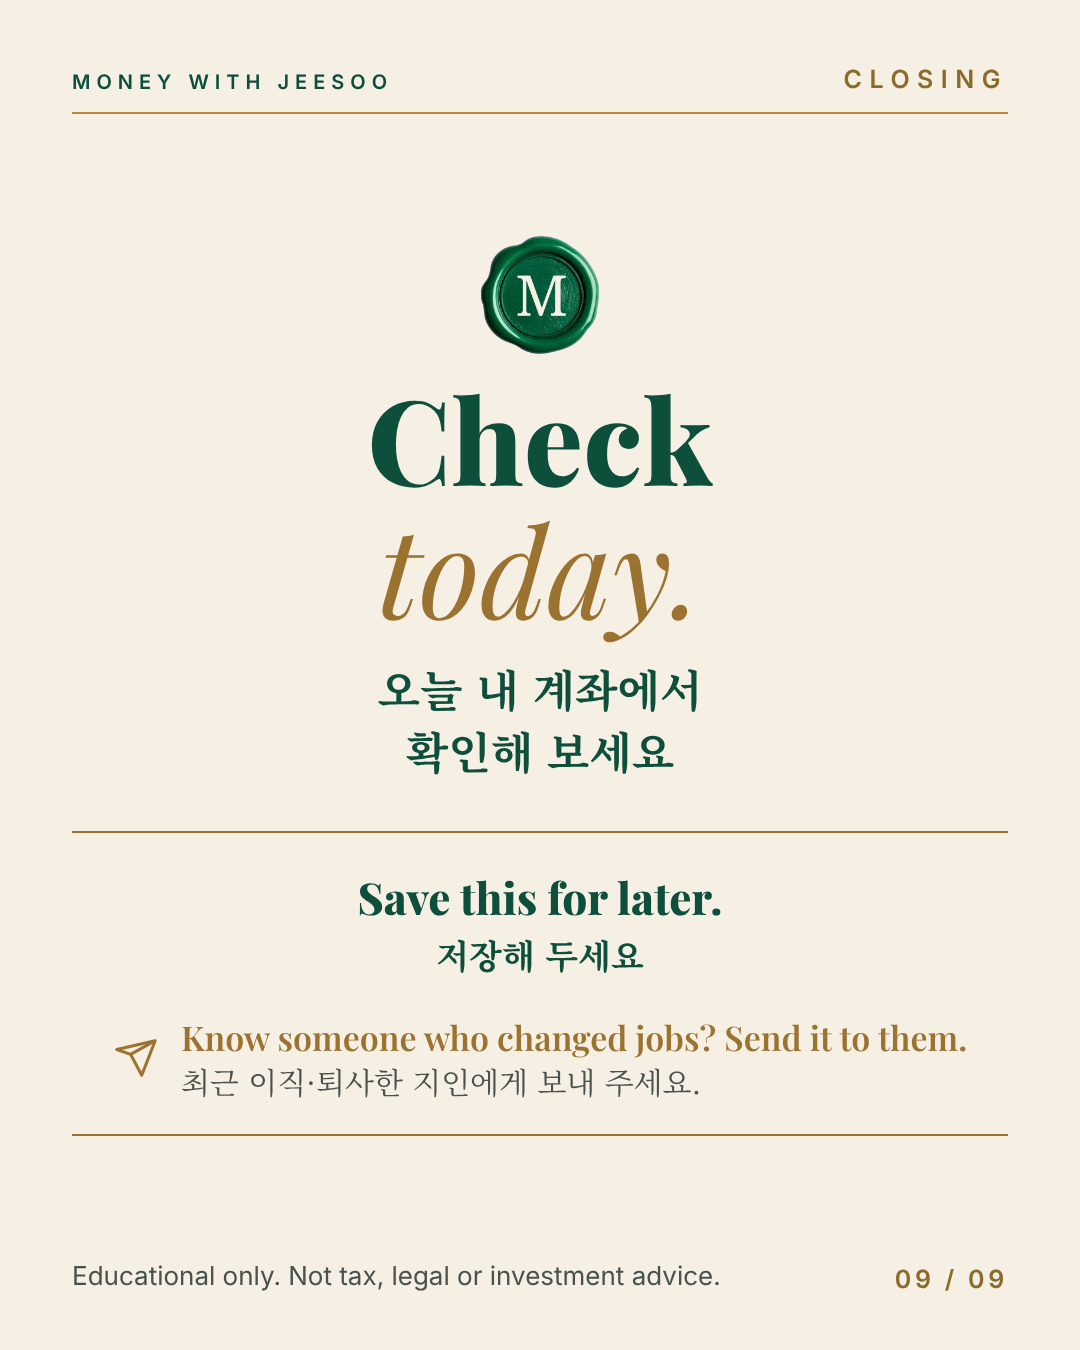 MONEY WITH JEESOO
CLOSING
M
Check
today.
오늘 내 계좌에서
확인해 보세요
Save this for later.
저장해 두세요
Know someone who changed jobs? Send it to them.
최근 이직·퇴사한 지인에게 보내 주세요.
Educational only. Not tax, legal or investment advice.
09 / 09